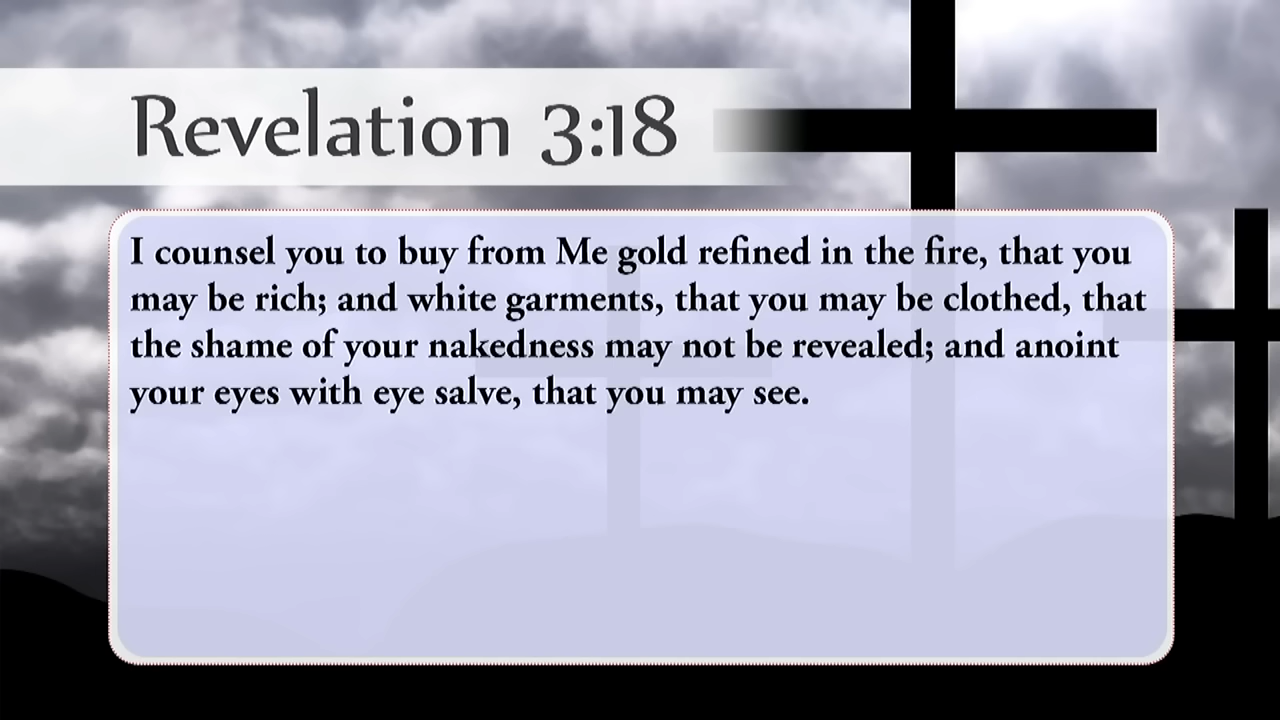 Revelation 3:18
I counsel you to buy from Me gold refined in the fire, that you
may be rich; and white garments, that you may be clothed, that
the shame of your nakedness may not be revealed; and anoint
your eyes with eye salve, that you may see.